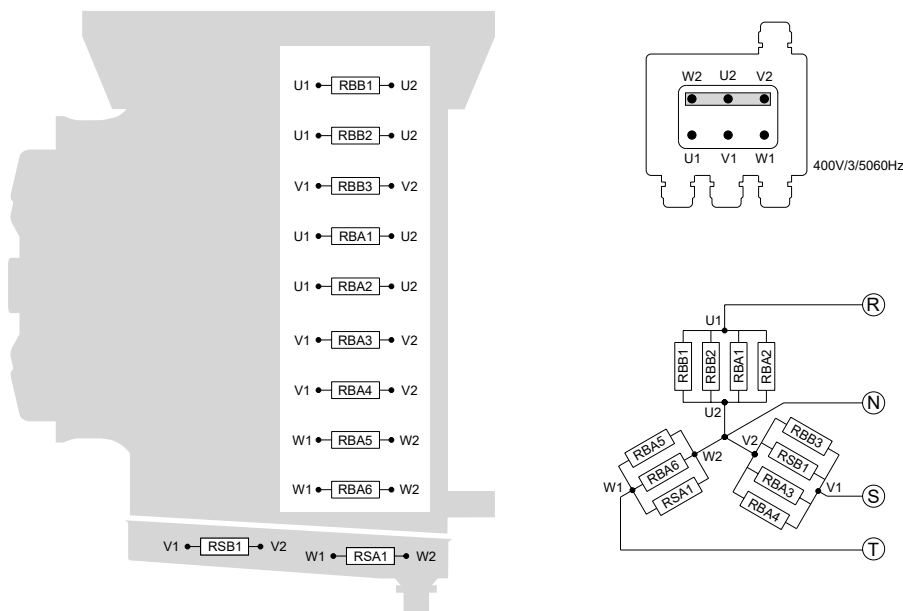 U1 RBB1 U2
U1 RBB2 U2
V1 RBB3 V2
U1 RBA1 U2
U1 RBA2 U2
V1 RBA3 V2
V1 RBA4 V2
W1 RBA5 W2
W1 RBA6 W2
V1 RSB1 V2
W1 RSA1 W2
W2 U2 V2
U1 V1 W1
400V/3/5060Hz
R
U1
RBB1 RBB2 RBA1 RBA2
U2
N
RBA5
RBA6
RSA1
W1
W2
V2
RBB3
RSB1
RBA3
RBA4
V1
S
T